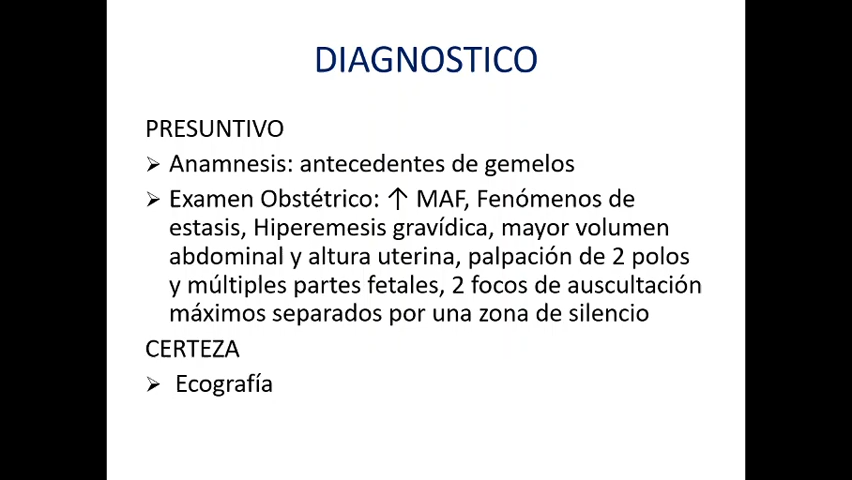 DIAGNOSTICO
PRESUNTIVO
➢ Anamnesis: antecedentes de gemelos
➢ Examen Obstétrico: ↑ MAF, Fenómenos de
estasis, Hiperemesis gravídica, mayor volumen
abdominal y altura uterina, palpación de 2 polos
y múltiples partes fetales, 2 focos de auscultación
máximos separados por una zona de silencio
CERTEZA
➢ Ecografía